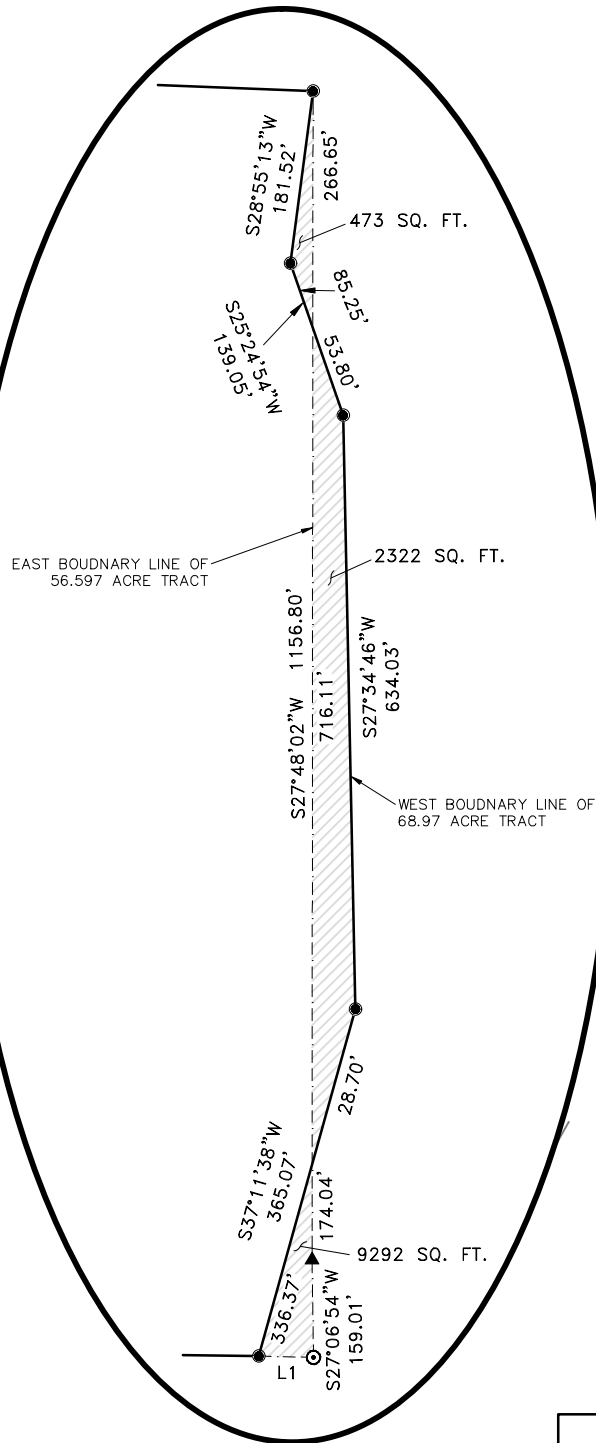 S28°55'13"W
181.52'
266.65'
473 SQ. FT.
85.25'
S25°24'54"W
139.05'
53.80'
EAST BOUDNARY LINE OF
56.597 ACRE TRACT
2322 SQ. FT.
S27°48'02"W 1156.80'
716.11'
S27°34'46"W
634.03'
WEST BOUDNARY LINE OF
68.97 ACRE TRACT
28.70'
S37°11'38"W
365.07'
174.04'
9292 SQ. FT.
336.37'
S27°06'54"W
159.01'
L1